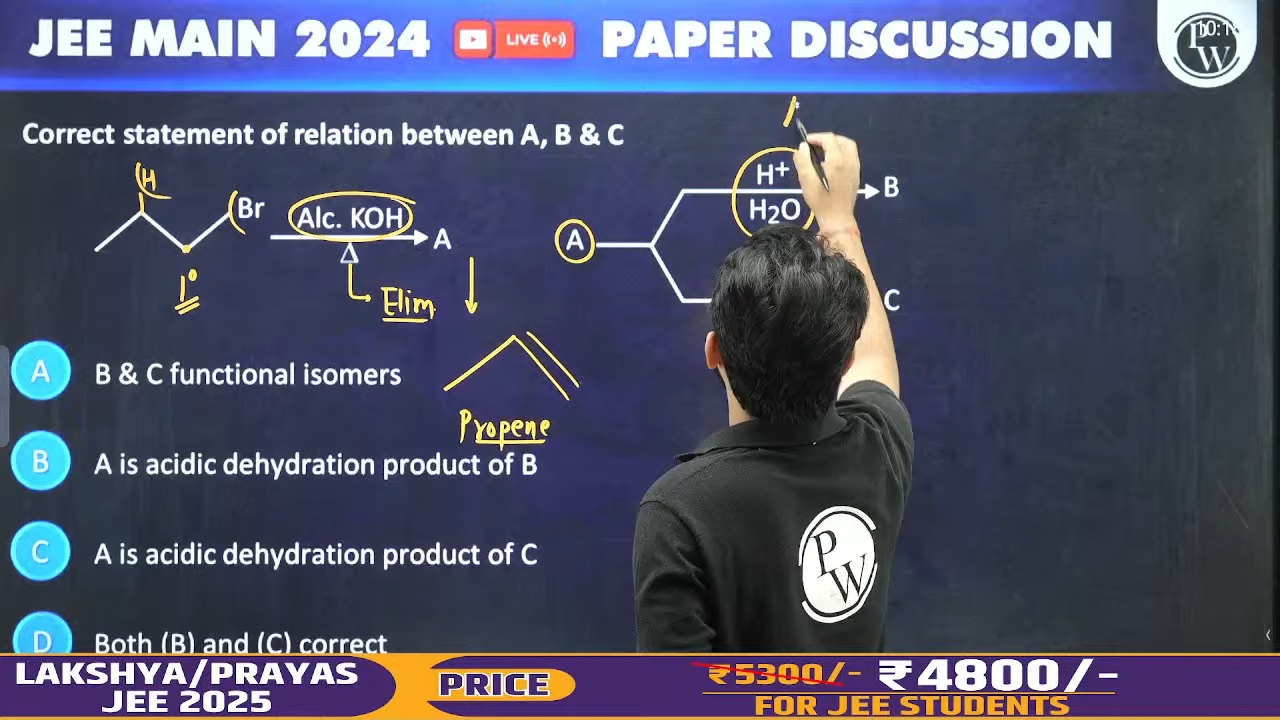 JEE MAIN 2024 LIVE PAPER DISCUSSION
PW
Correct statement of relation between A, B & C
H
Br
Alc. KOH
Δ
A
Elim.
Propene
A
H+
H2O
B
C
A B & C functional isomers
B A is acidic dehydration product of B
C A is acidic dehydration product of C
D Both (B) and (C) correct
PW
LAKSHYA/PRAYAS
JEE 2025
PRICE
₹5300/- ₹4800/-
FOR JEE STUDENTS